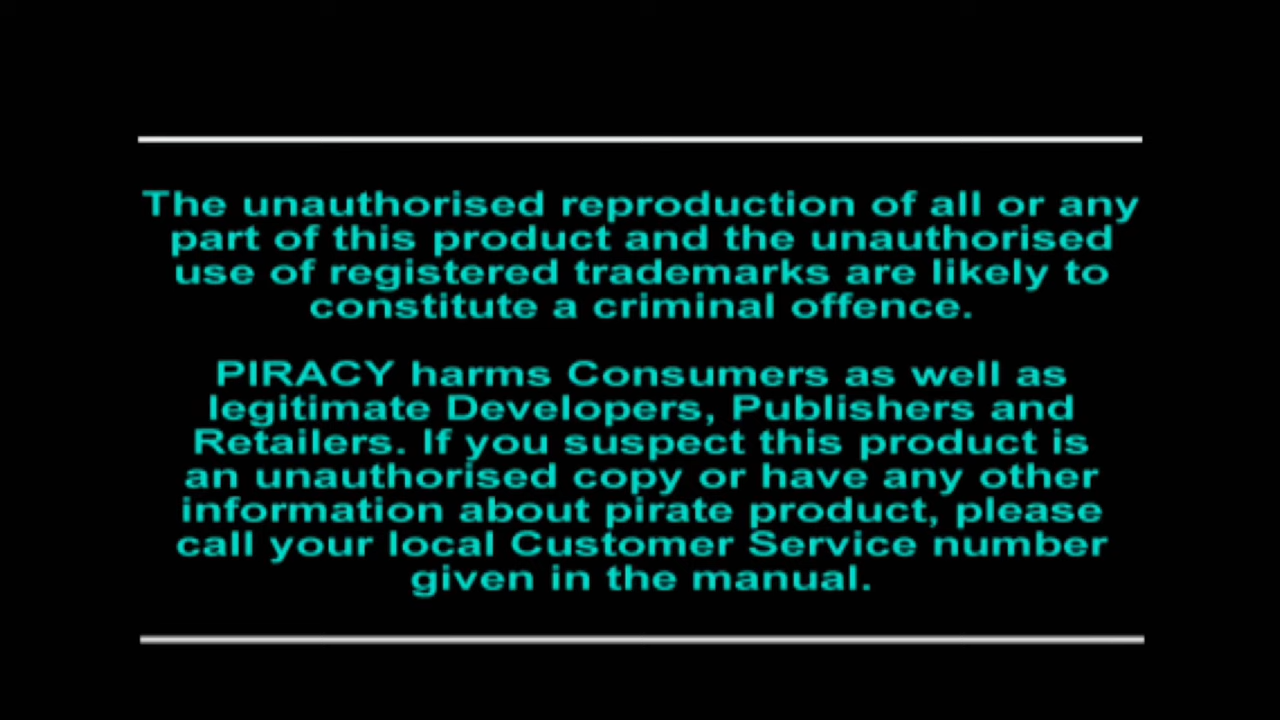 The unauthorised reproduction of all or any
part of this product and the unauthorised
use of registered trademarks are likely to
constitute a criminal offence.
PIRACY harms Consumers as well as
legitimate Developers, Publishers and
Retailers. If you suspect this product is
an unauthorised copy or have any other
information about pirate product, please
call your local Customer Service number
given in the manual.